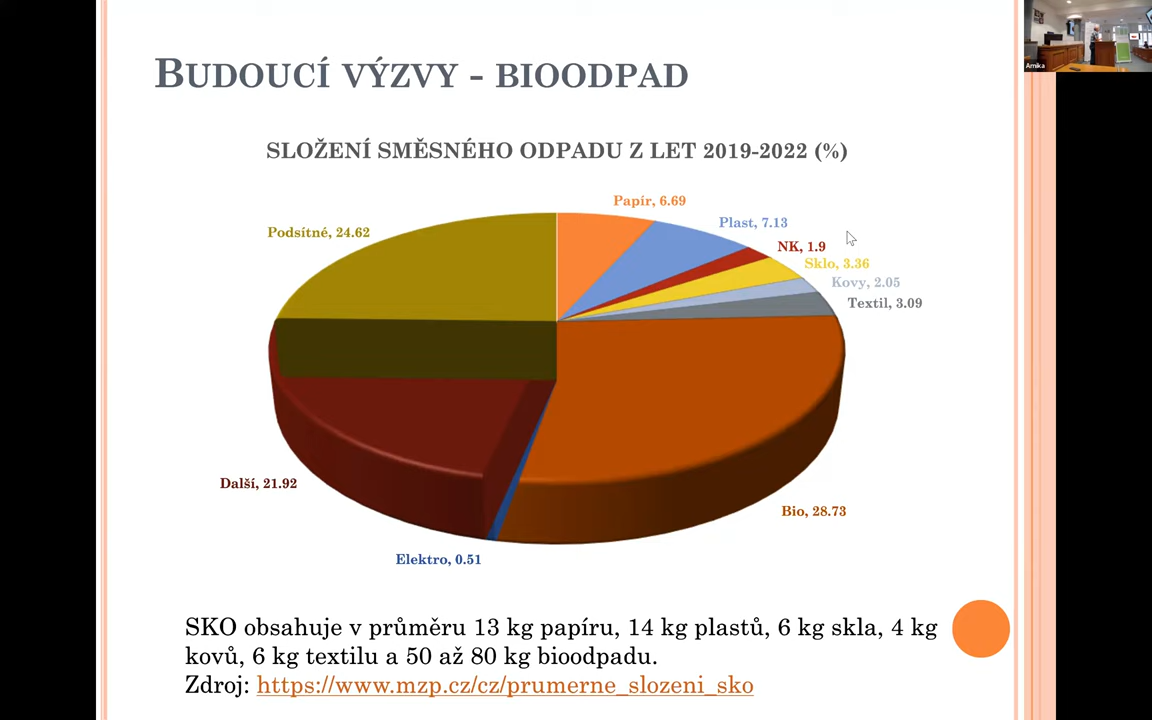 BUDOUCÍ VÝZVY - BIOODPAD
SLOŽENÍ SMĚSNÉHO ODPADU Z LET 2019-2022 (%)
Papír, 6.69
Plast, 7.13
NK, 1.9
Sklo, 3.36
Kovy, 2.05
Textil, 3.09
Podsítné, 24.62
Další, 21.92
Bio, 28.73
Elektro, 0.51
SKO obsahuje v průměru 13 kg papíru, 14 kg plastů, 6 kg skla, 4 kg
kovů, 6 kg textilu a 50 až 80 kg bioodpadu.
Zdroj: https://www.mzp.cz/cz/prumerne_slozeni_sko
Arnika